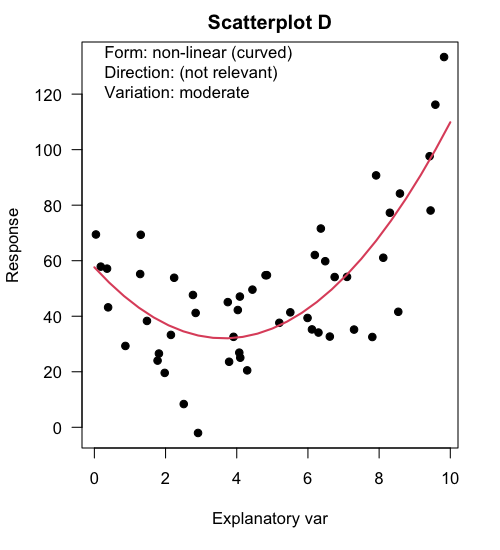 Scatterplot D
Form: non-linear (curved)
Direction: (not relevant)
Variation: moderate
120
100
80
60
40
20
0
Response
0 2 4 6 8 10
Explanatory var